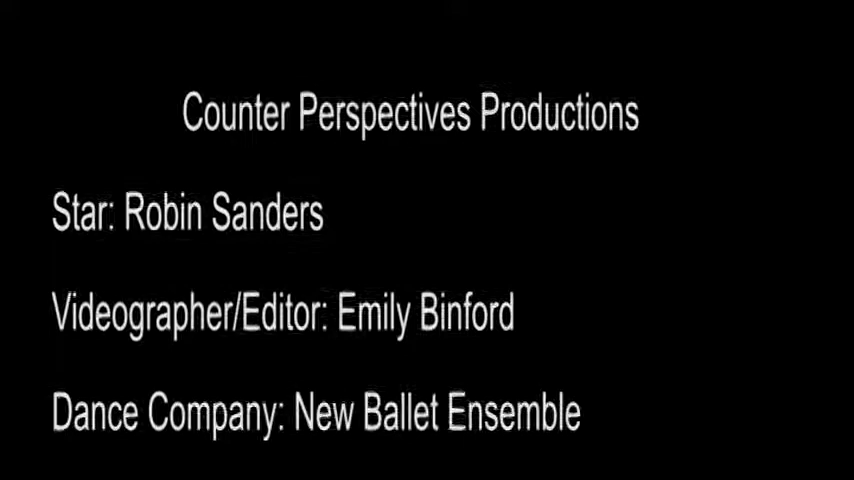 Counter Perspectives Productions
Star: Robin Sanders
Videographer/Editor: Emily Binford
Dance Company: New Ballet Ensemble